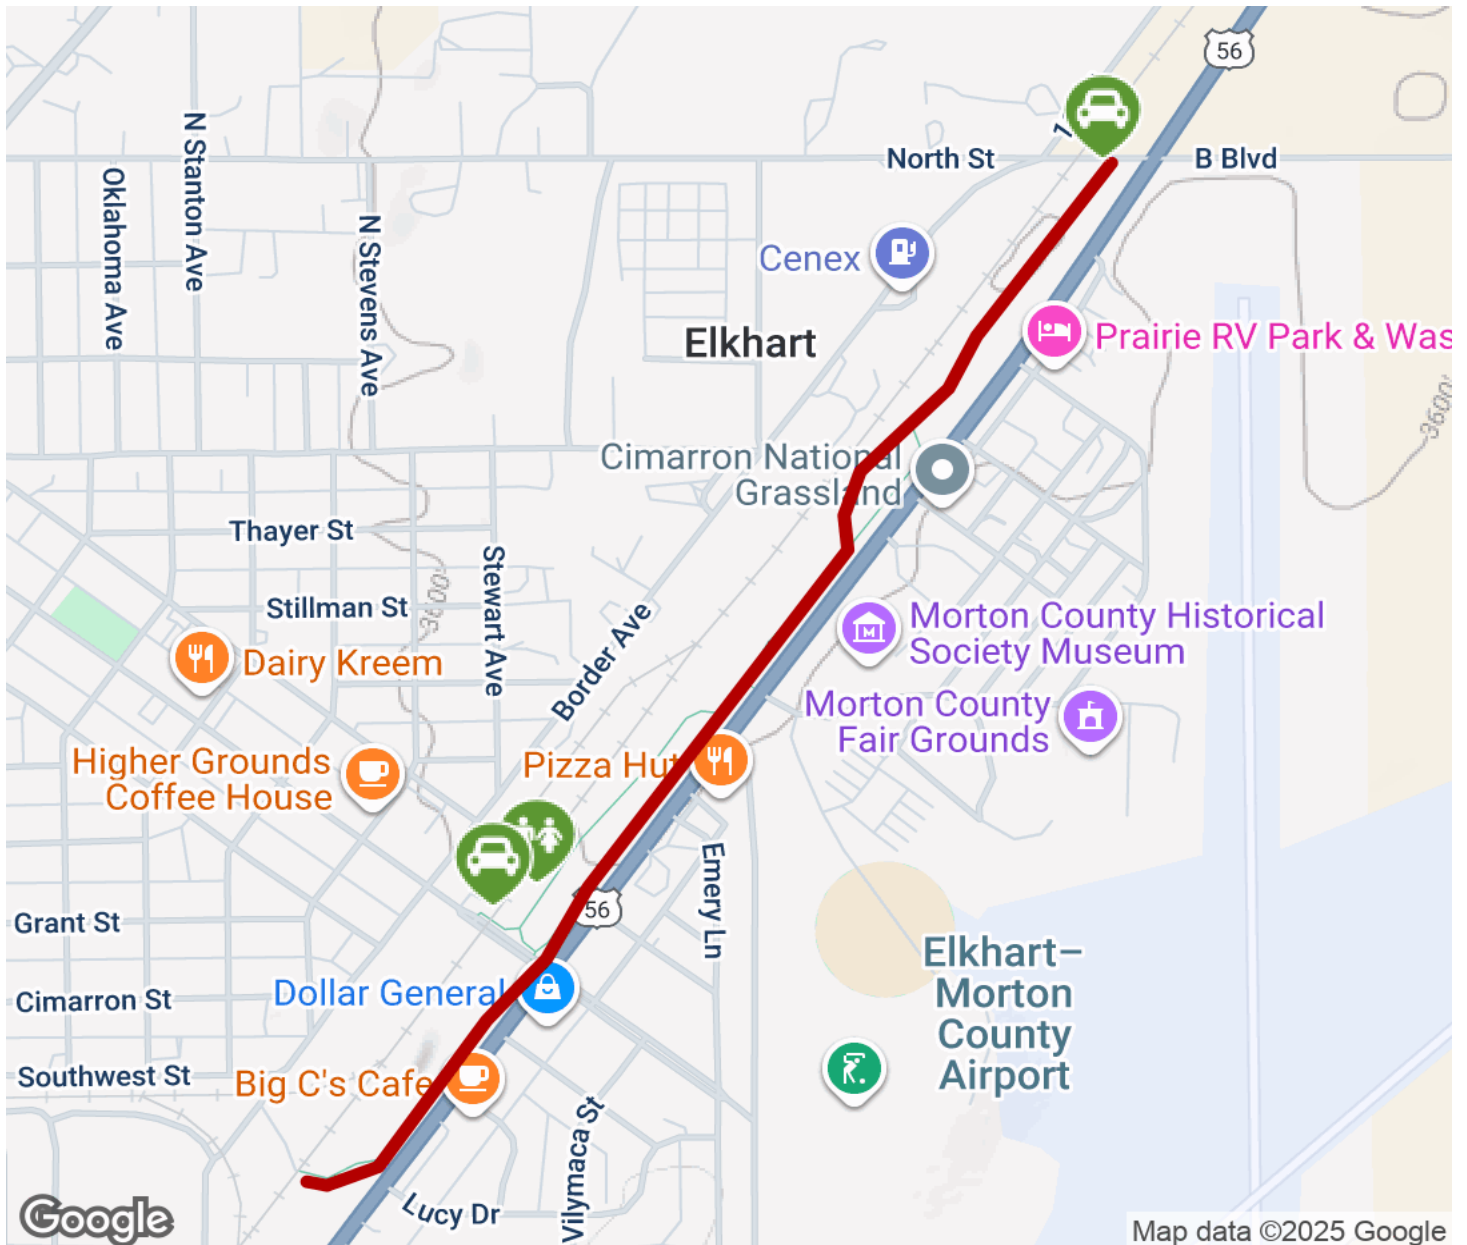 56
1
North St
B Blvd
N Stanton Ave
Oklahoma Ave
N Stevens Ave
Cenex
Elkhart
Prairie RV Park & Was
3600
Cimarron National
Grassland
Thayer St
Stewart Ave
3600
Stillman St
Border Ave
Morton County Historical
Society Museum
Dairy Kreem
Morton County
Fair Grounds
Higher Grounds
Coffee House
Pizza Hut
Emery Ln
56
Grant St
Elkhart–
Morton
County
Airport
Cimarron St
Dollar General
Southwest St
Big C's Cafe
Vilymaca St
Lucy Dr
Google
Map data ©2025 Google